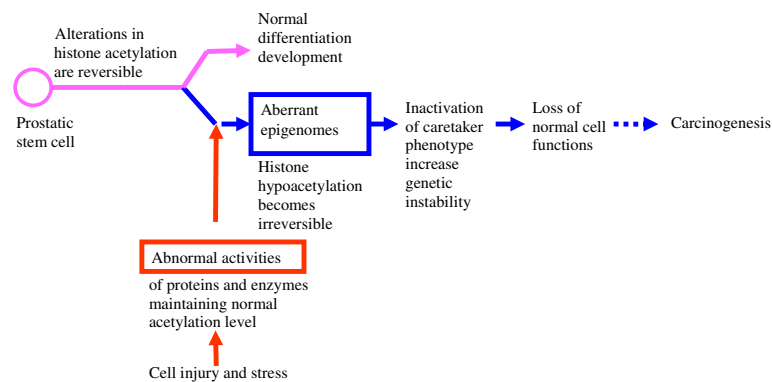 Alterations in
histone acetylation
are reversible
Normal
differentiation
development
Prostatic
stem cell
Aberrant
epigenomes
Histone
hypoacetylation
becomes
irreversible
Inactivation
of caretaker
phenotype
increase
genetic
instability
Loss of
normal cell
functions
Carcinogenesis
Abnormal activities
of proteins and enzymes
maintaining normal
acetylation level
Cell injury and stress